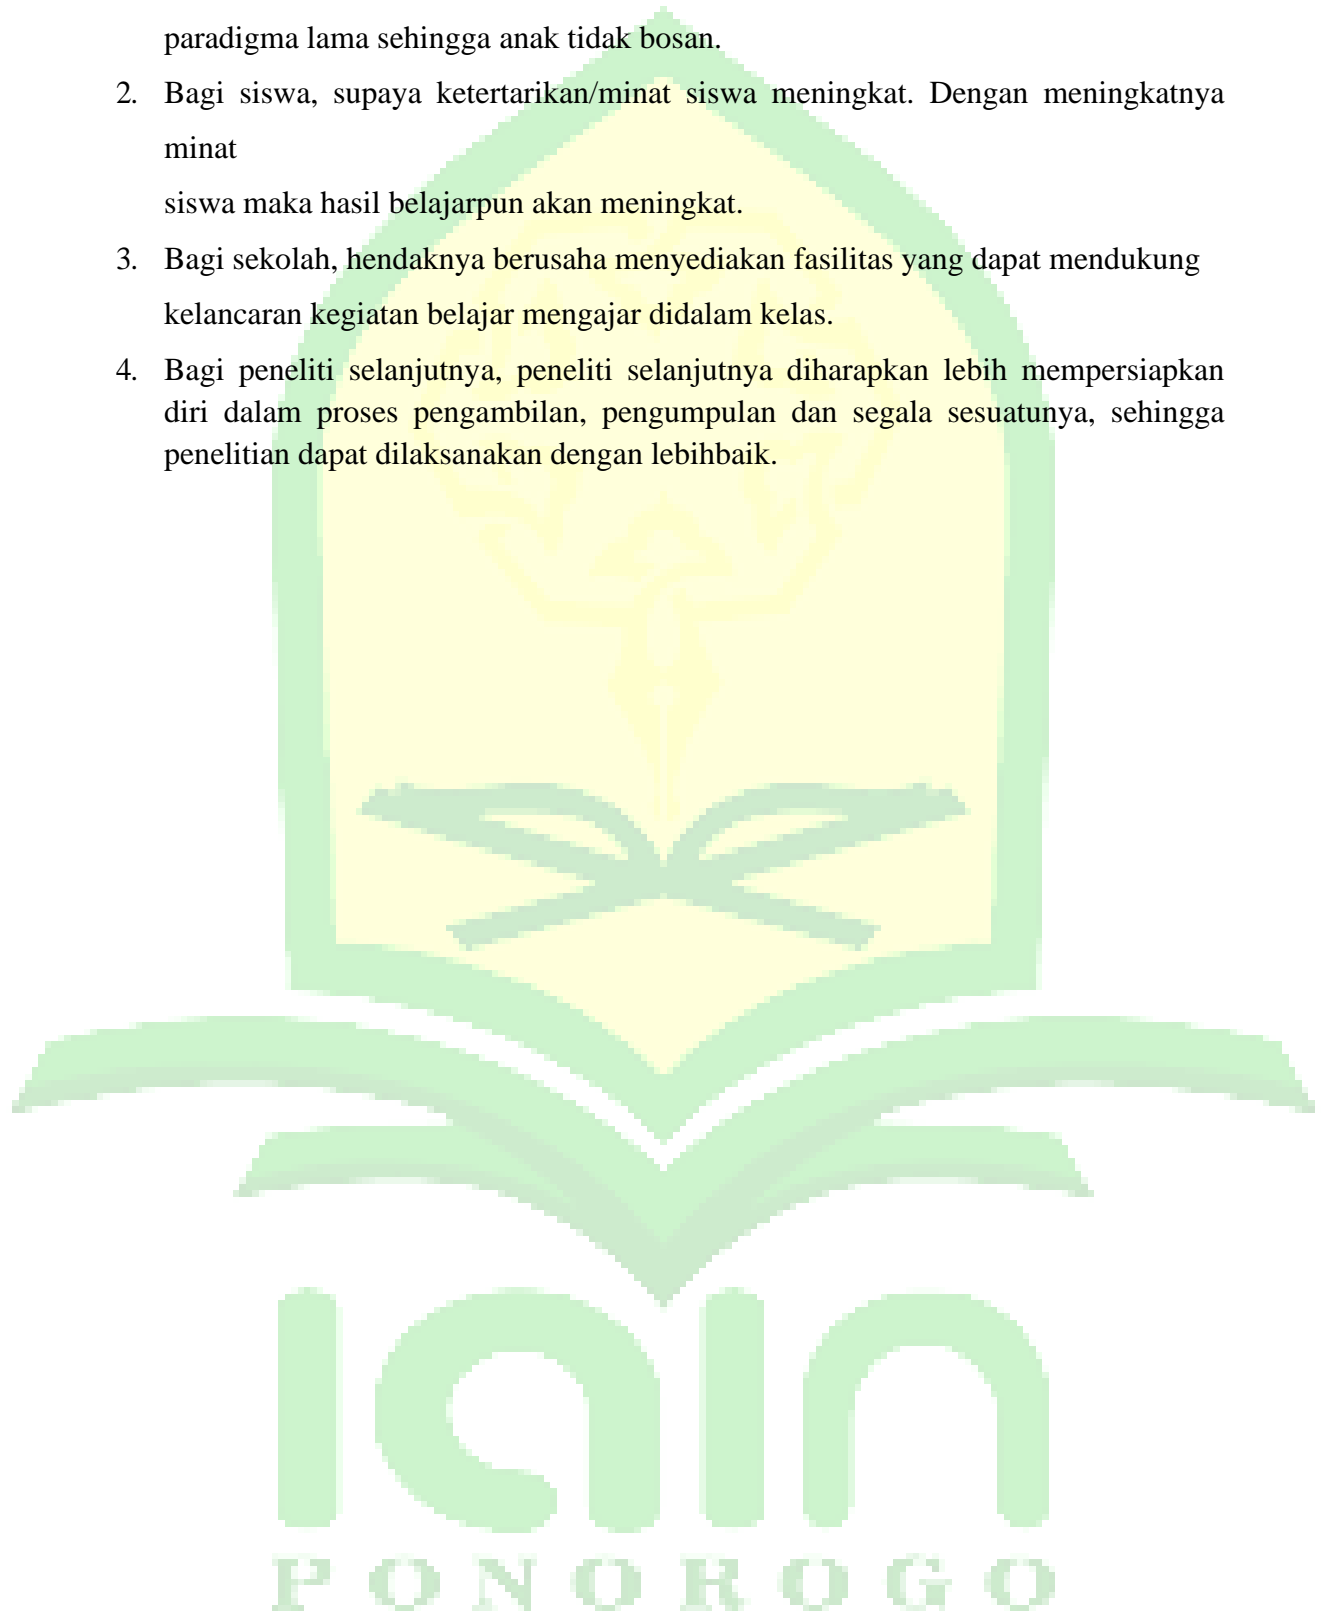 paradigma lama sehingga anak tidak bosan.
2. Bagi siswa, supaya ketertarikan/minat siswa meningkat. Dengan meningkatnya
minat
siswa maka hasil belajarpun akan meningkat.
3. Bagi sekolah, hendaknya berusaha menyediakan fasilitas yang dapat mendukung
kelancaran kegiatan belajar mengajar didalam kelas.
4. Bagi peneliti selanjutnya, peneliti selanjutnya diharapkan lebih mempersiapkan
diri dalam proses pengambilan, pengumpulan dan segala sesuatunya, sehingga
penelitian dapat dilaksanakan dengan lebihbaik.
IAIN
PONOROGO